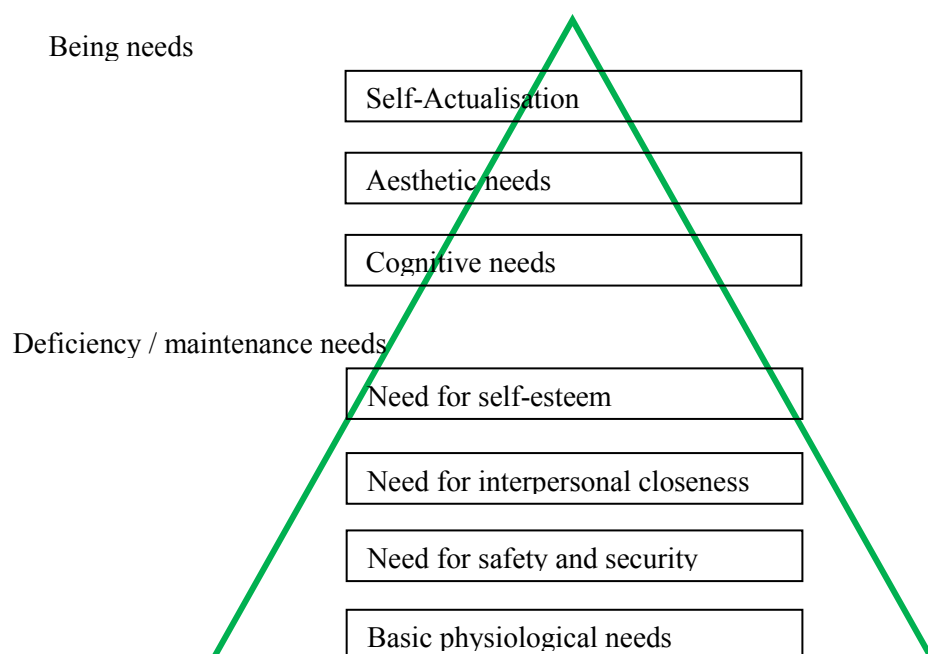 Being needs
Self-Actualisation
Aesthetic needs
Cognitive needs
Deficiency / maintenance needs
Need for self-esteem
Need for interpersonal closeness
Need for safety and security
Basic physiological needs